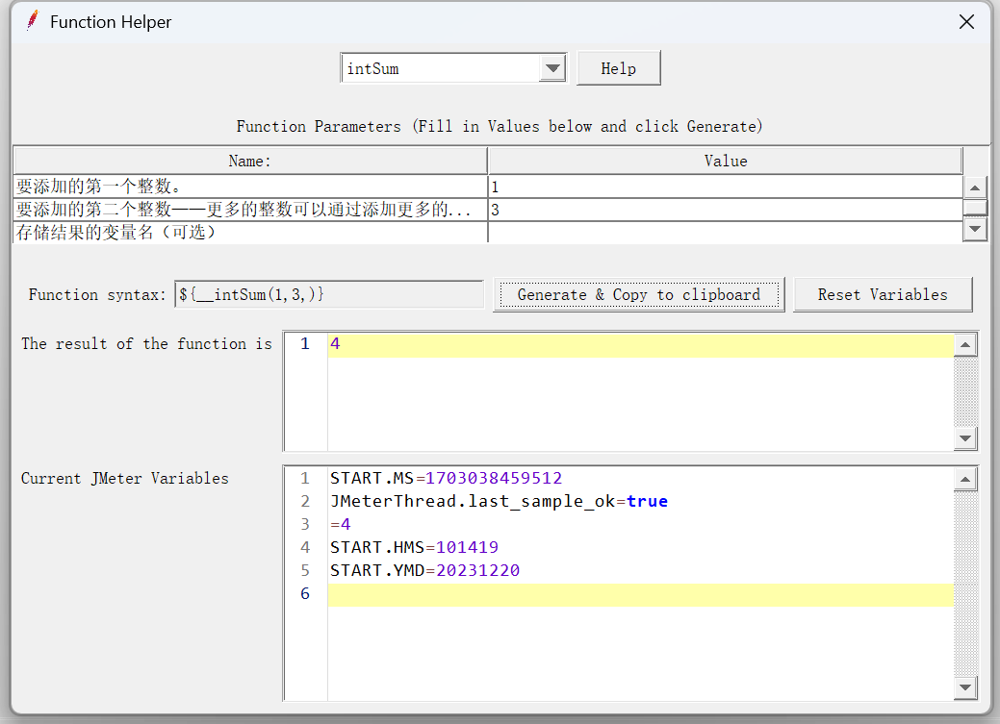 Function Helper
intSum
Help
Function Parameters (Fill in Values below and click Generate)
Name: Value
要添加的第一个整数。 1
要添加的第二个整数——更多的整数可以通过添加更多的... 3
存储结果的变量名（可选）
Function syntax: ${__intSum(1,3,)} Generate & Copy to clipboard Reset Variables
The result of the function is 1 4
Current JMeter Variables 1 START.MS=1703038459512
2 JMeterThread.last_sample_ok=true
3 =4
4 START.HMS=101419
5 START.YMD=20231220
6